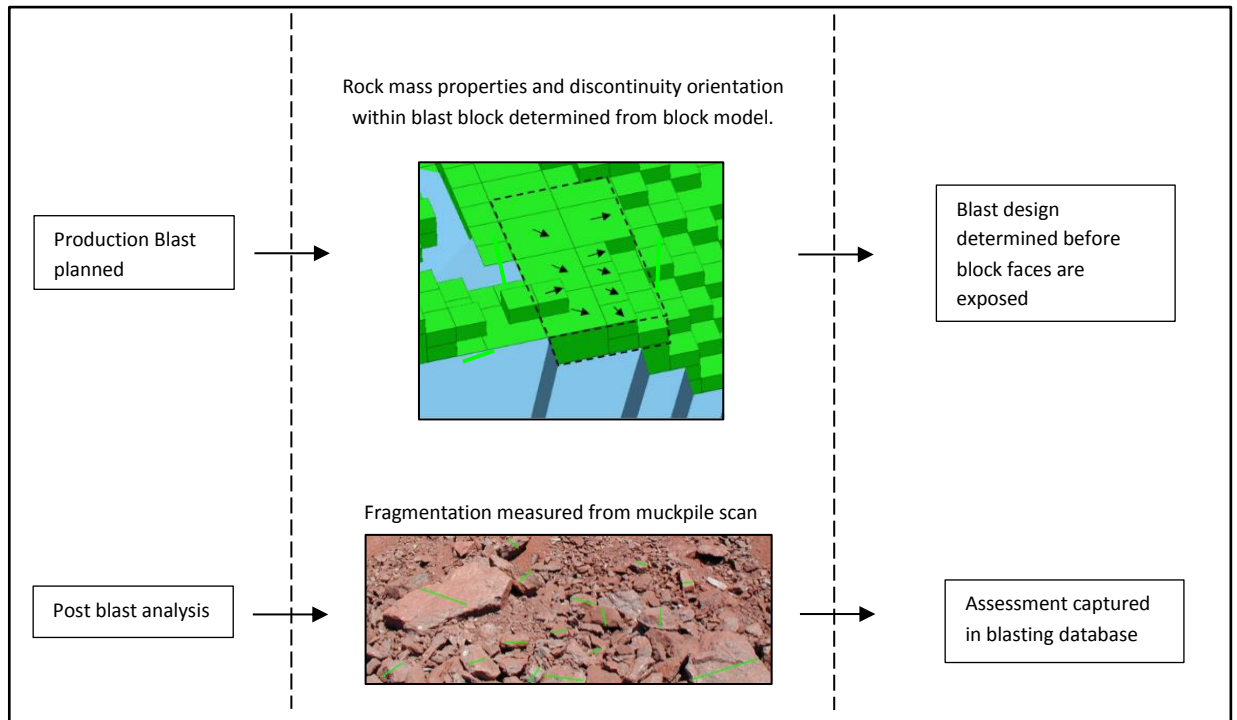 Rock mass properties and discontinuity orientation
within blast block determined from block model.
Production Blast
planned
Blast design
determined before
block faces are
exposed
Fragmentation measured from muckpile scan
Post blast analysis
Assessment captured
in blasting database